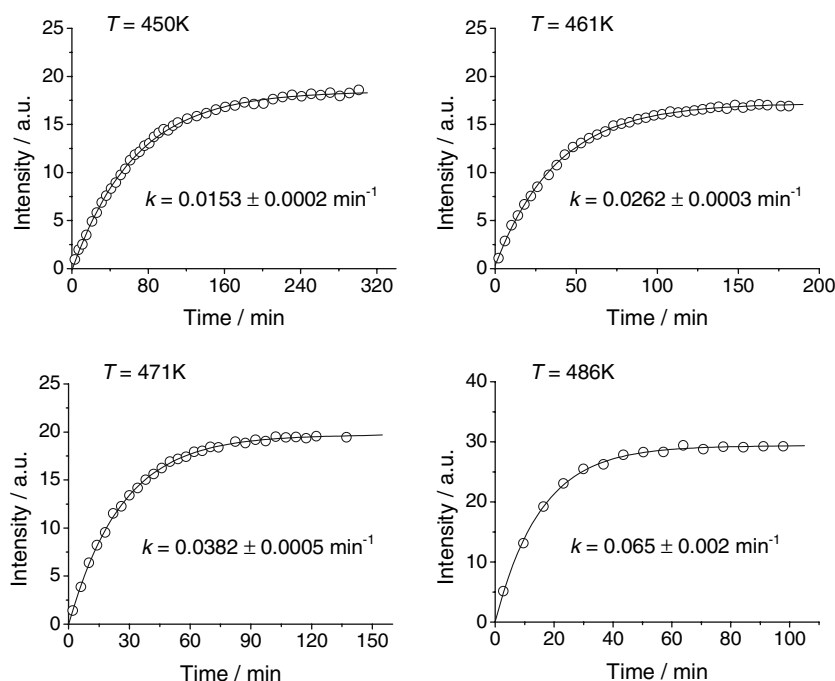 T = 450K
Intensity / a.u.
25
20
15
10
5
0
k = 0.0153 ± 0.0002 min-1
0 80 160 240 320
Time / min
T = 461K
Intensity / a.u.
25
20
15
10
5
0
k = 0.0262 ± 0.0003 min-1
0 50 100 150 200
Time / min
T = 471K
Intensity / a.u.
25
20
15
10
5
0
k = 0.0382 ± 0.0005 min-1
0 30 60 90 120 150
Time / min
T = 486K
Intensity / a.u.
40
30
20
10
0
k = 0.065 ± 0.002 min-1
0 20 40 60 80 100
Time / min